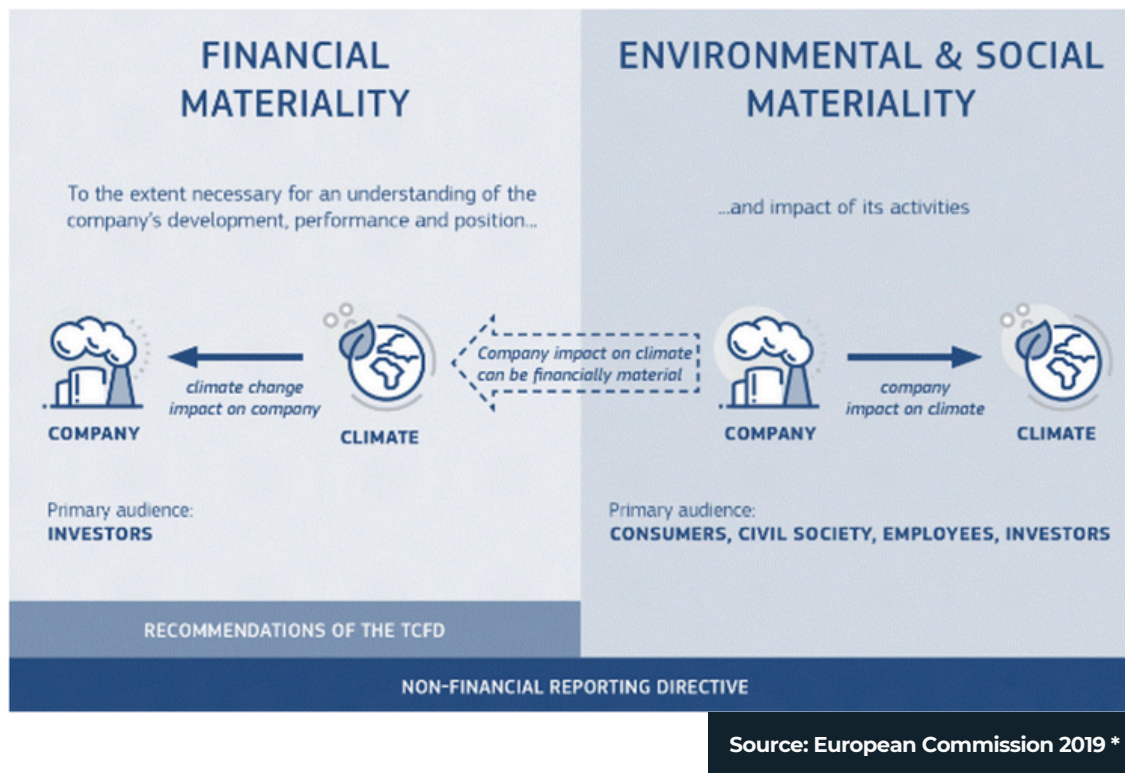 FINANCIAL
MATERIALITY
To the extent necessary for an understanding of the
company's development, performance and position...
climate change
impact on company
COMPANY
CLIMATE
Primary audience:
INVESTORS
RECOMMENDATIONS OF THE TCFD
Company impact on climate
can be financially material
ENVIRONMENTAL & SOCIAL
MATERIALITY
...and impact of its activities
company
impact on climate
COMPANY
CLIMATE
Primary audience:
CONSUMERS, CIVIL SOCIETY, EMPLOYEES, INVESTORS
NON-FINANCIAL REPORTING DIRECTIVE
Source: European Commission 2019 *